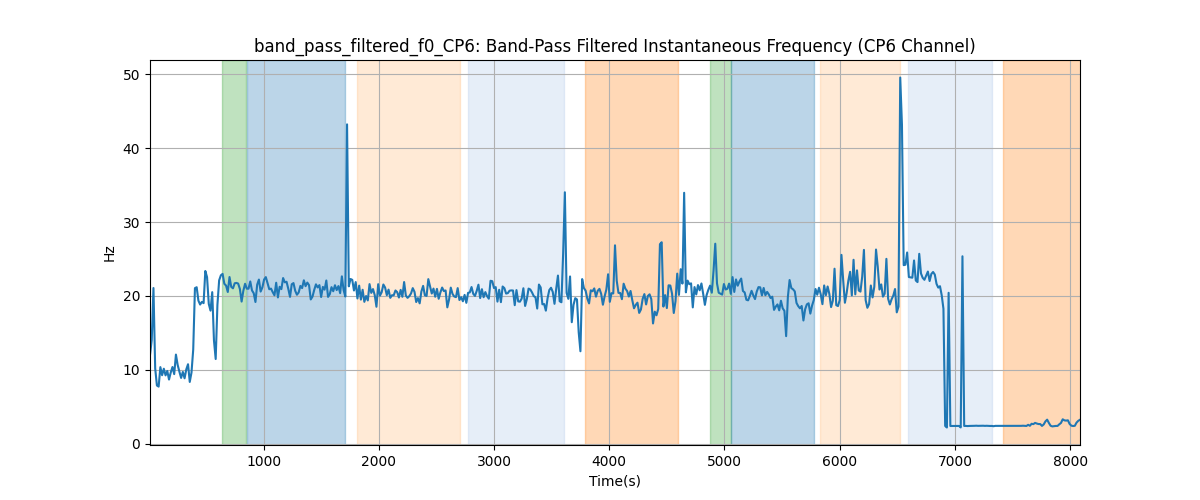 band_pass_filtered_f0_CP6: Band-Pass Filtered Instantaneous Frequency (CP6 Channel)
50
40
30
20
10
0
Hz
1000 2000 3000 4000 5000 6000 7000 8000
Time(s)